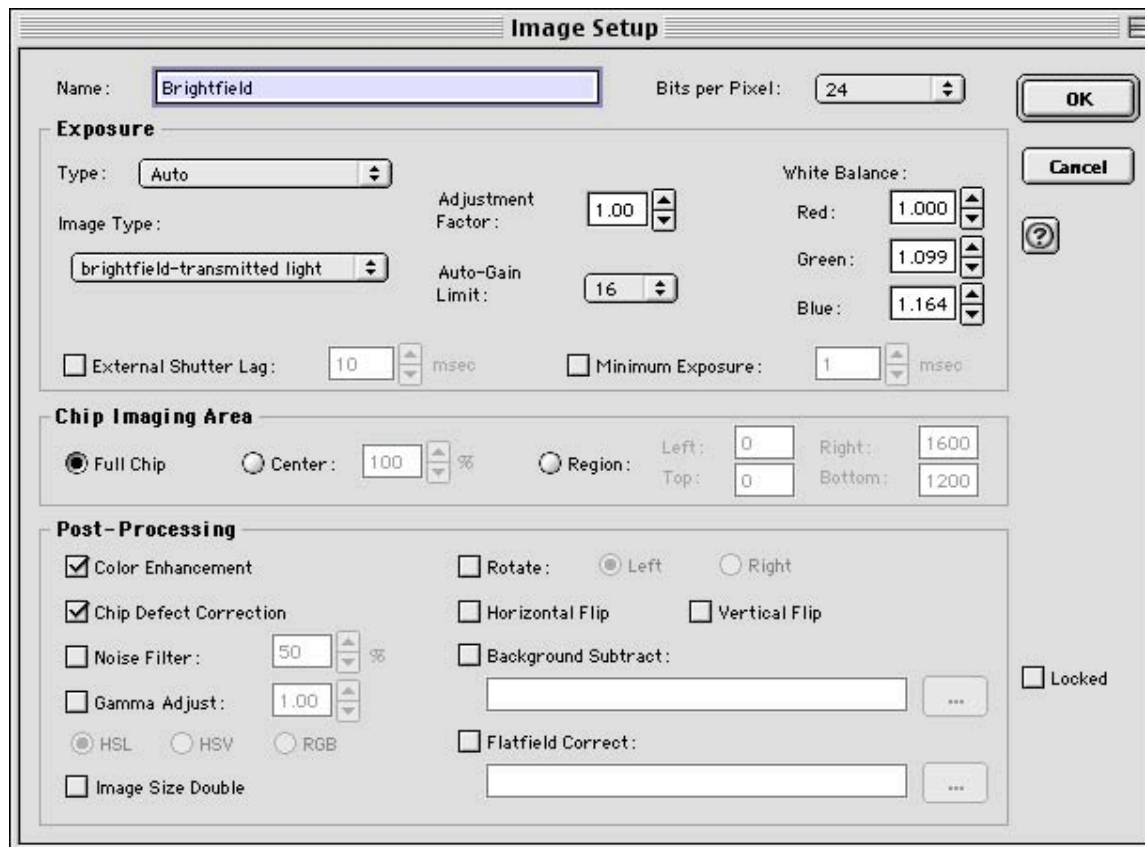 Image Setup
Name: Brightfield Bits per Pixel: 24
OK
Exposure
Cancel
Type: Auto
Adjustment Factor: 1.00
White Balance:
Red: 1.000
Image Type:
brightfield-transmitted light
Green: 1.099
Auto-Gain Limit: 16
Blue: 1.164
External Shutter Lag: 10 msec Minimum Exposure: 1 msec
Chip Imaging Area
Full Chip Center: 100 % Region: Left: 0 Right: 1600
Top: 0 Bottom: 1200
Post-Processing
Color Enhancement Rotate: Left Right
Chip Defect Correction Horizontal Flip Vertical Flip
Noise Filter: 50 % Background Subtract:
Locked
Gamma Adjust: 1.00 ...
HSL HSV RGB Flatfield Correct:
Image Size Double ...